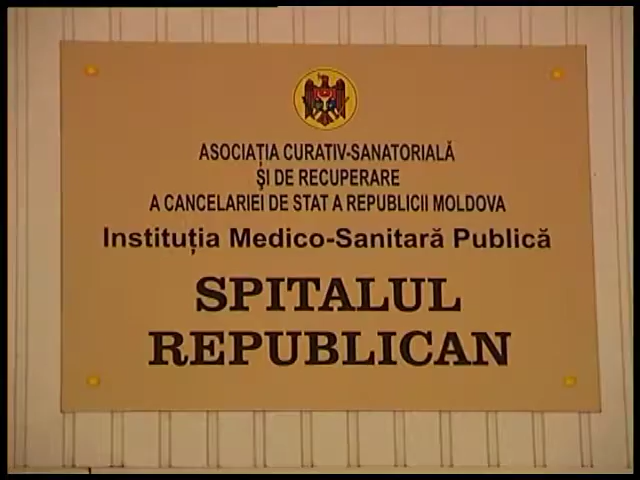 ASOCIAȚIA CURATIV-SANATORIALĂ
ȘI DE RECUPERARE
A CANCELARIEI DE STAT A REPUBLICII MOLDOVA
Instituția Medico-Sanitară Publică
SPITALUL
REPUBLICAN